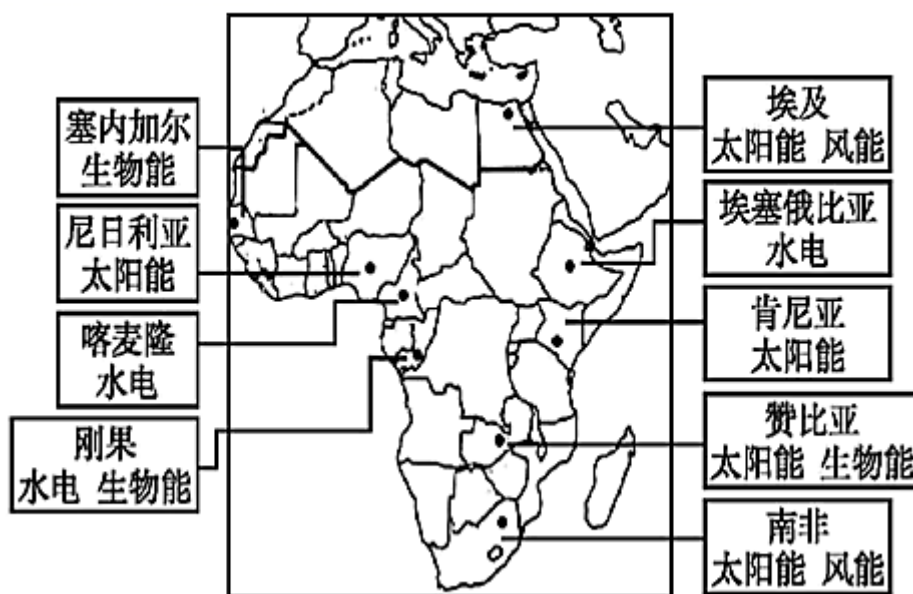 塞内加尔
生物能
尼日利亚
太阳能
喀麦隆
水电
刚果
水电 生物能
埃及
太阳能 风能
埃塞俄比亚
水电
肯尼亚
太阳能
赞比亚
太阳能 生物能
南非
太阳能 风能